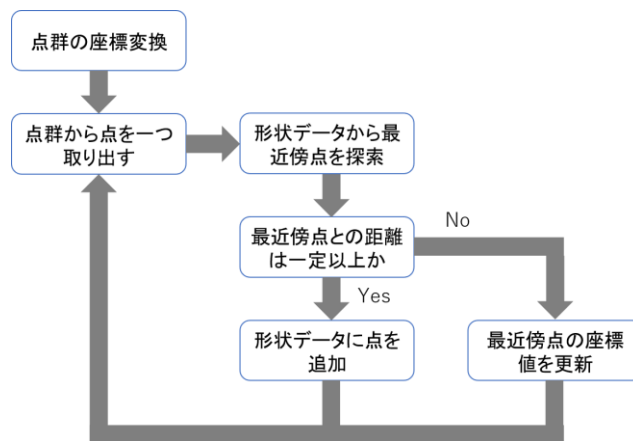 点群の座標変換
点群から点を一つ
取り出す
形状データから最
近傍点を探索
最近傍点との距離
は一定以上か
No
Yes
形状データに点を
追加
最近傍点の座標
値を更新